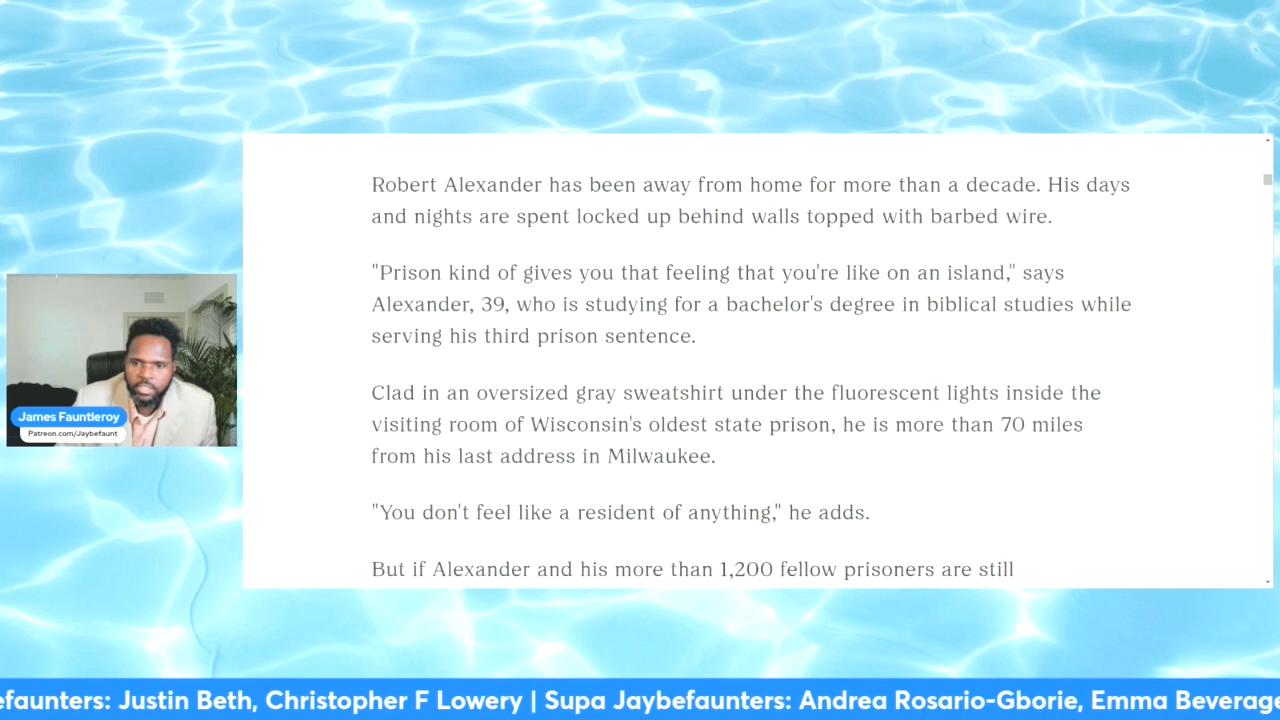 Robert Alexander has been away from home for more than a decade. His days
and nights are spent locked up behind walls topped with barbed wire.
"Prison kind of gives you that feeling that you're like on an island," says
Alexander, 39, who is studying for a bachelor's degree in biblical studies while
serving his third prison sentence.
Clad in an oversized gray sweatshirt under the fluorescent lights inside the
visiting room of Wisconsin's oldest state prison, he is more than 70 miles
from his last address in Milwaukee.
"You don't feel like a resident of anything," he adds.
But if Alexander and his more than 1,200 fellow prisoners are still
James Fauntleroy
Patreon.com/Jaybefaunt
efaunters: Justin Beth, Christopher F Lowery | Supa Jaybefaunters: Andrea Rosario-Gborie, Emma Beverage